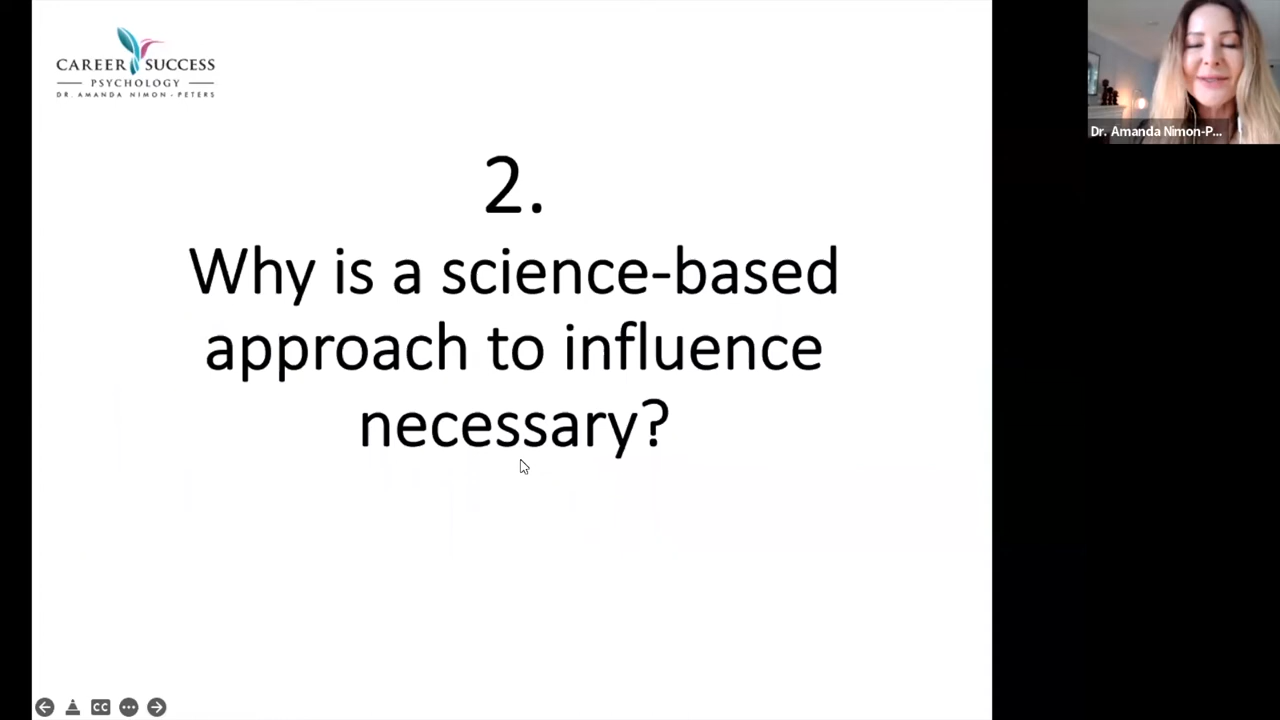 CAREER SUCCESS
PSYCHOLOGY
DR. AMANDA NIMON-PETERS
2.
Why is a science-based
approach to influence
necessary?
Dr. Amanda Nimon-P...
CC